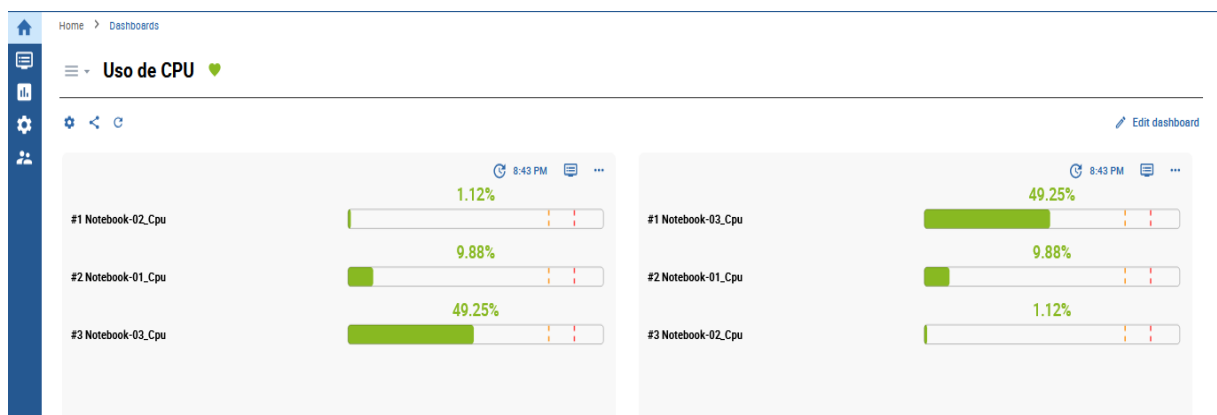 Home > Dashboards
Uso de CPU
Edit dashboard
8:43 PM
1.12%
#1 Notebook-02_Cpu
9.88%
#2 Notebook-01_Cpu
49.25%
#3 Notebook-03_Cpu
8:43 PM
49.25%
#1 Notebook-03_Cpu
9.88%
#2 Notebook-01_Cpu
1.12%
#3 Notebook-02_Cpu